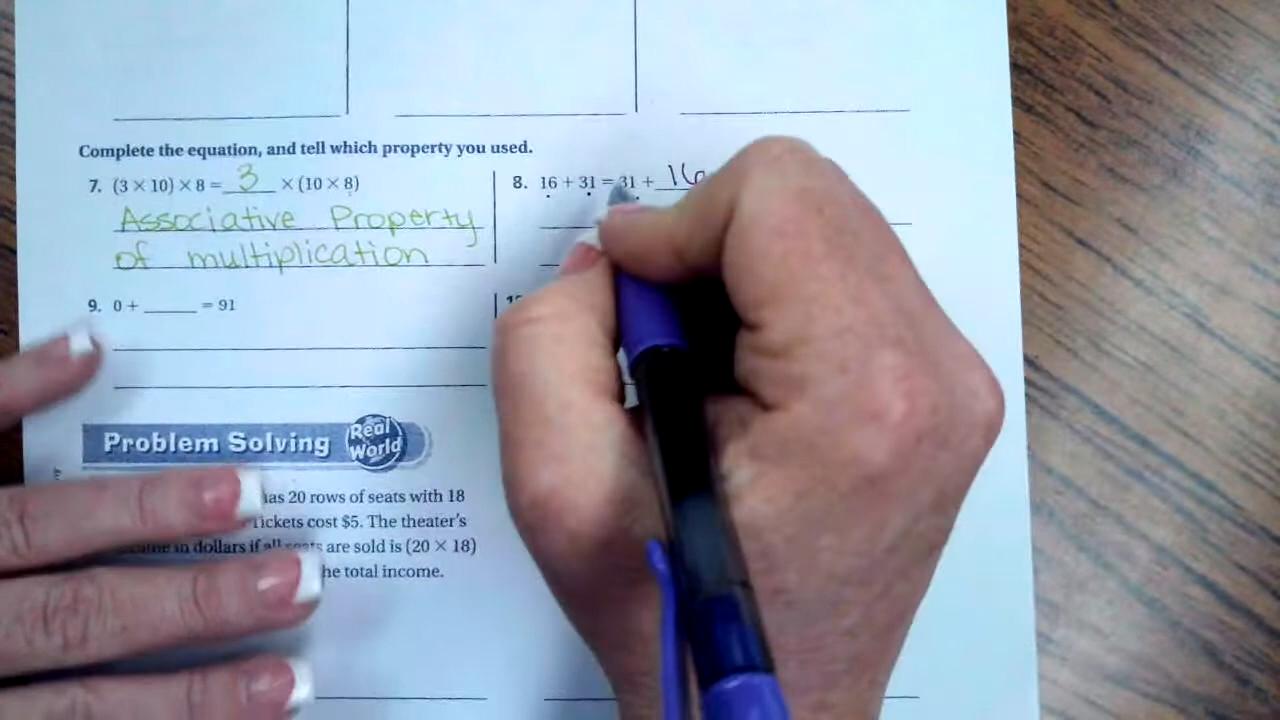 Complete the equation, and tell which property you used.
7. (3 × 10) × 8 = 3 × (10 × 8)
Associative Property
of multiplication
8. 16 + 31 = 31 + 16
9. 0 + _____ = 91
Problem Solving Real World
has 20 rows of seats with 18
Tickets cost $5. The theater's
in dollars if all seats are sold is (20 × 18)
the total income.